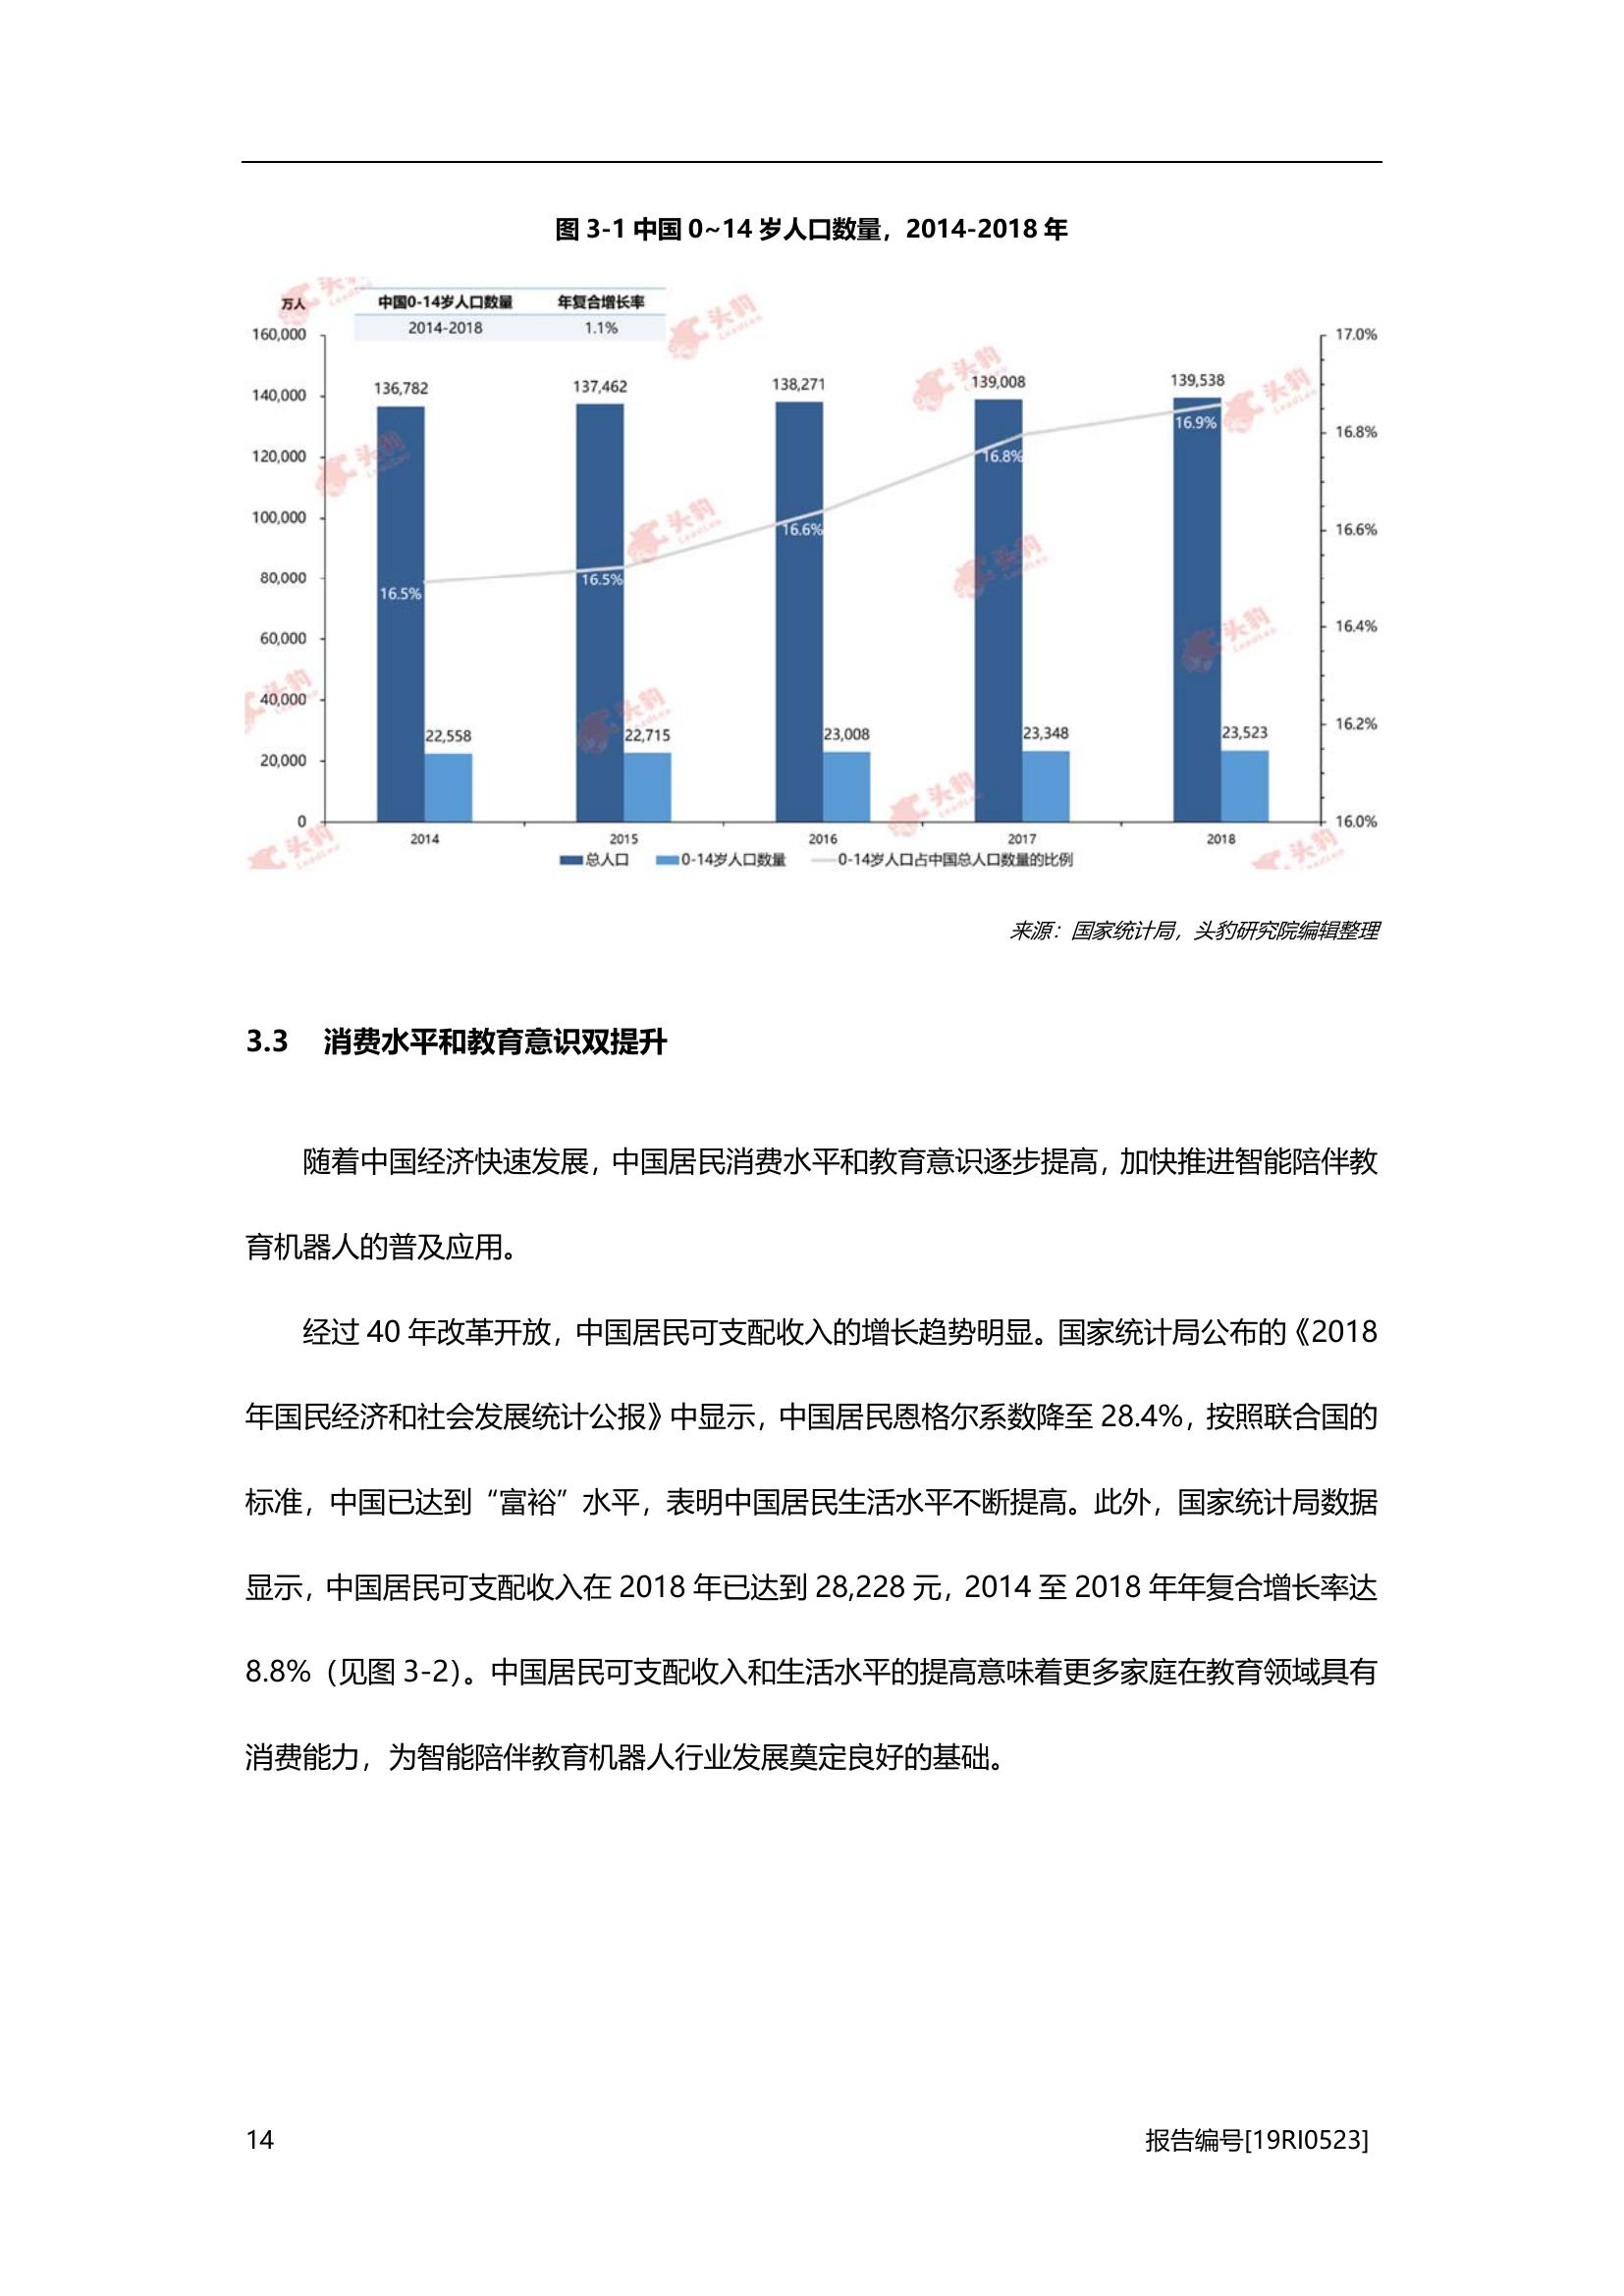 图 3-1 中国 0~14 岁人口数量，2014-2018 年
万人
中国0-14岁人口数量 年复合增长率
2014-2018 1.1%
160,000
140,000
120,000
100,000
80,000
60,000
40,000
20,000
0
17.0%
16.8%
16.6%
16.4%
16.2%
16.0%
136,782 137,462 138,271 139,008 139,538
16.5% 16.5% 16.6% 16.8% 16.9%
22,558 22,715 23,008 23,348 23,523
2014 2015 2016 2017 2018
总人口 0-14岁人口数量 0-14岁人口占中国总人口数量的比例
头豹 LeadLeo
来源：国家统计局，头豹研究院编辑整理
3.3 消费水平和教育意识双提升
随着中国经济快速发展，中国居民消费水平和教育意识逐步提高，加快推进智能陪伴教
育机器人的普及应用。
经过 40 年改革开放，中国居民可支配收入的增长趋势明显。国家统计局公布的《2018
年国民经济和社会发展统计公报》中显示，中国居民恩格尔系数降至 28.4%，按照联合国的
标准，中国已达到“富裕”水平，表明中国居民生活水平不断提高。此外，国家统计局数据
显示，中国居民可支配收入在 2018 年已达到 28,228 元，2014 至 2018 年年复合增长率达
8.8%（见图 3-2）。中国居民可支配收入和生活水平的提高意味着更多家庭在教育领域具有
消费能力，为智能陪伴教育机器人行业发展奠定良好的基础。
14 报告编号[19RI0523]